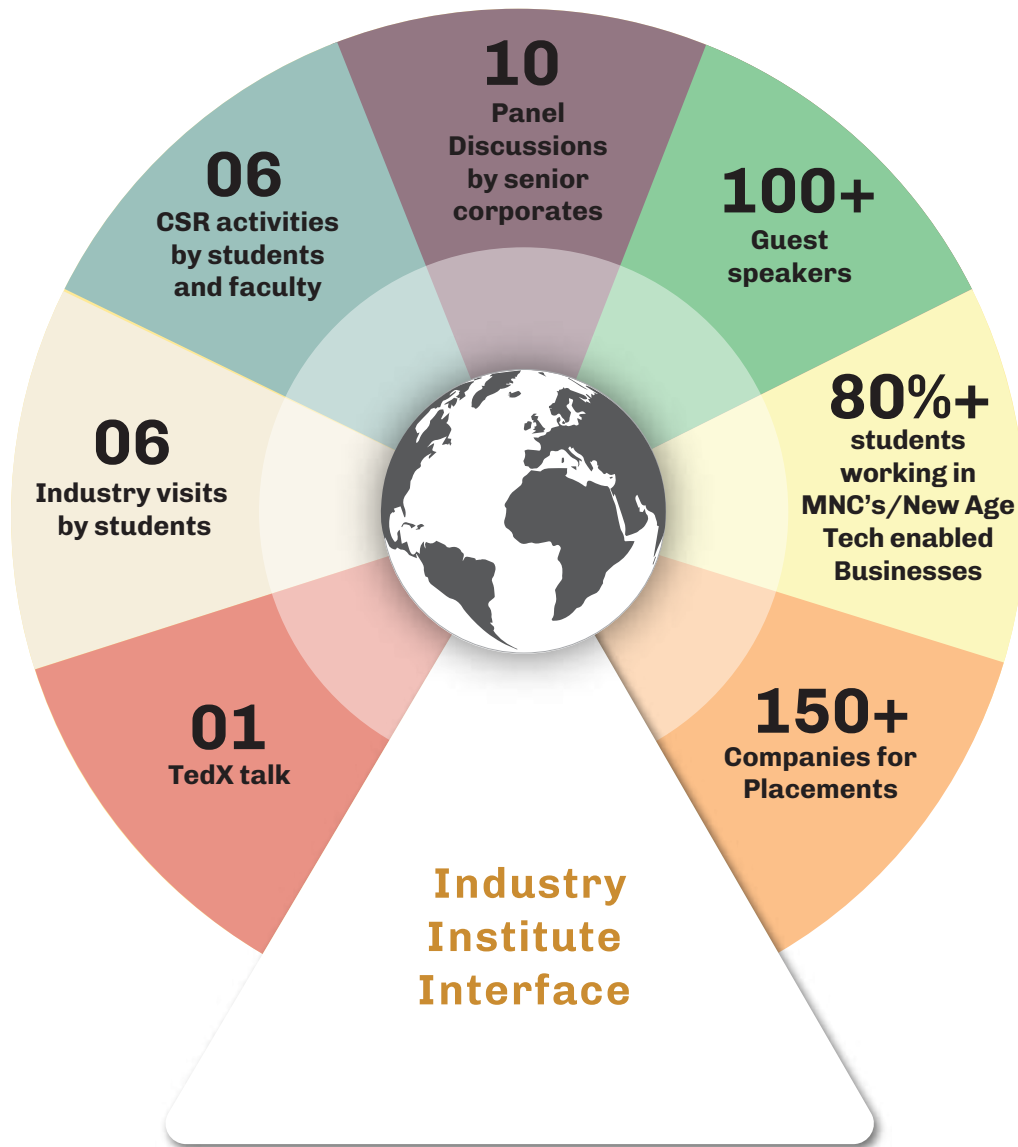 10
Panel
Discussions
by senior
corporates
06
CSR activities
by students
and faculty
100+
Guest
speakers
06
Industry visits
by students
80%+
students
working in
MNC's/New Age
Tech enabled
Businesses
01
TedX talk
150+
Companies for
Placements
Industry
Institute
Interface